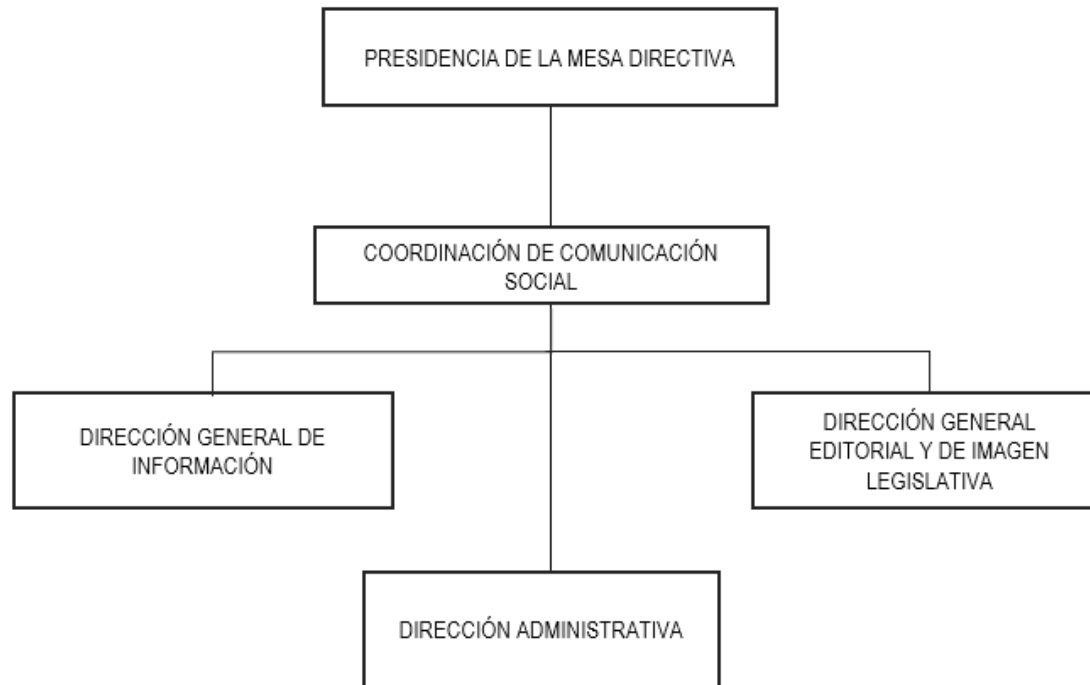 PRESIDENCIA DE LA MESA DIRECTIVA
COORDINACIÓN DE COMUNICACIÓN
SOCIAL
DIRECCIÓN GENERAL DE
INFORMACIÓN
DIRECCIÓN GENERAL
EDITORIAL Y DE IMAGEN
LEGISLATIVA
DIRECCIÓN ADMINISTRATIVA